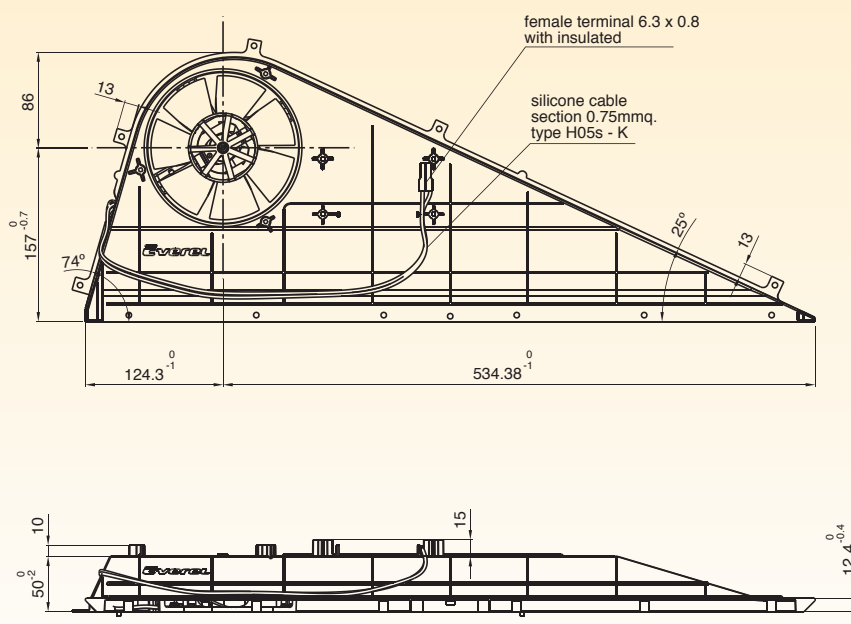 female terminal 6.3 x 0.8
with insulated
silicone cable
section 0.75mmq.
type H05s - K
86
13
157 0 -0.7
74º
Everel
25º
13
124.3 0 -1
534.38 0 -1
10
15
50 0 -2
Everel
12.4 0 -0.4